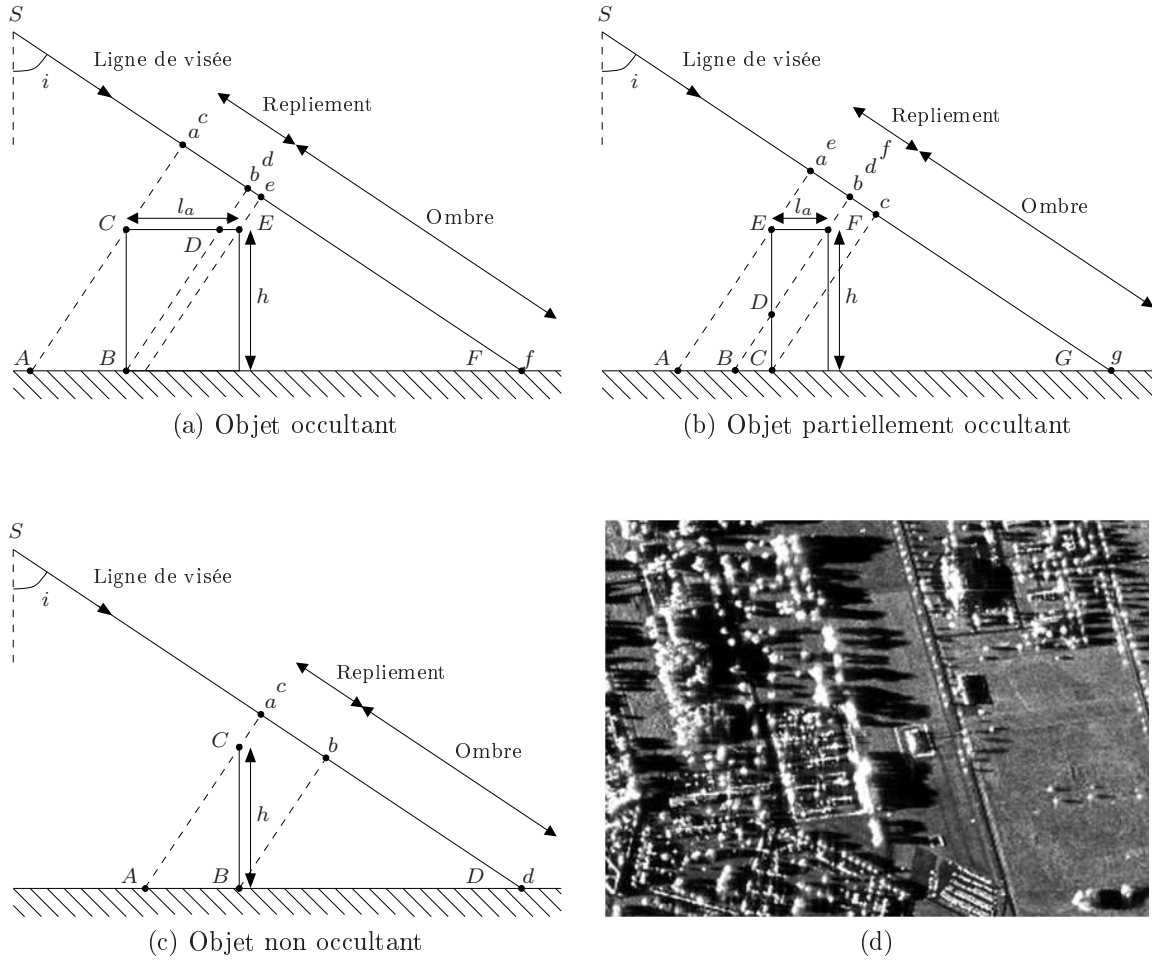 S
Ligne de visée
i
Repliement
a c
b d
e
Ombre
C
l_a
D
E
h
A
B
F
f
(a) Objet occultant
S
Ligne de visée
i
Repliement
a e
b d f
c
Ombre
E
l_a
F
D
h
A
B
C
G
g
(b) Objet partiellement occultant
S
Ligne de visée
i
Repliement
a c
b
Ombre
C
h
A
B
D
d
(c) Objet non occultant
(d)